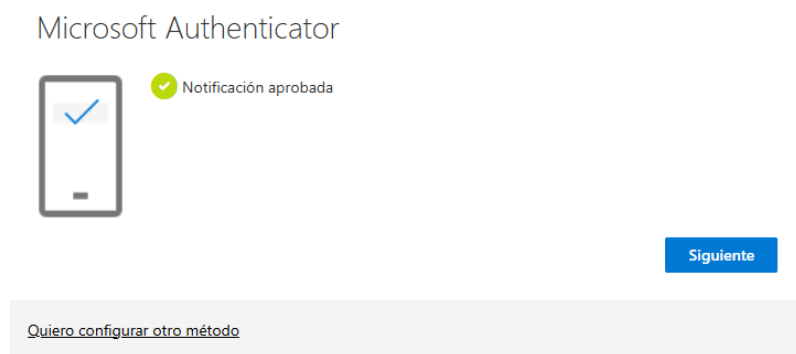 Microsoft Authenticator
Notificación aprobada
Siguiente
Quiero configurar otro método